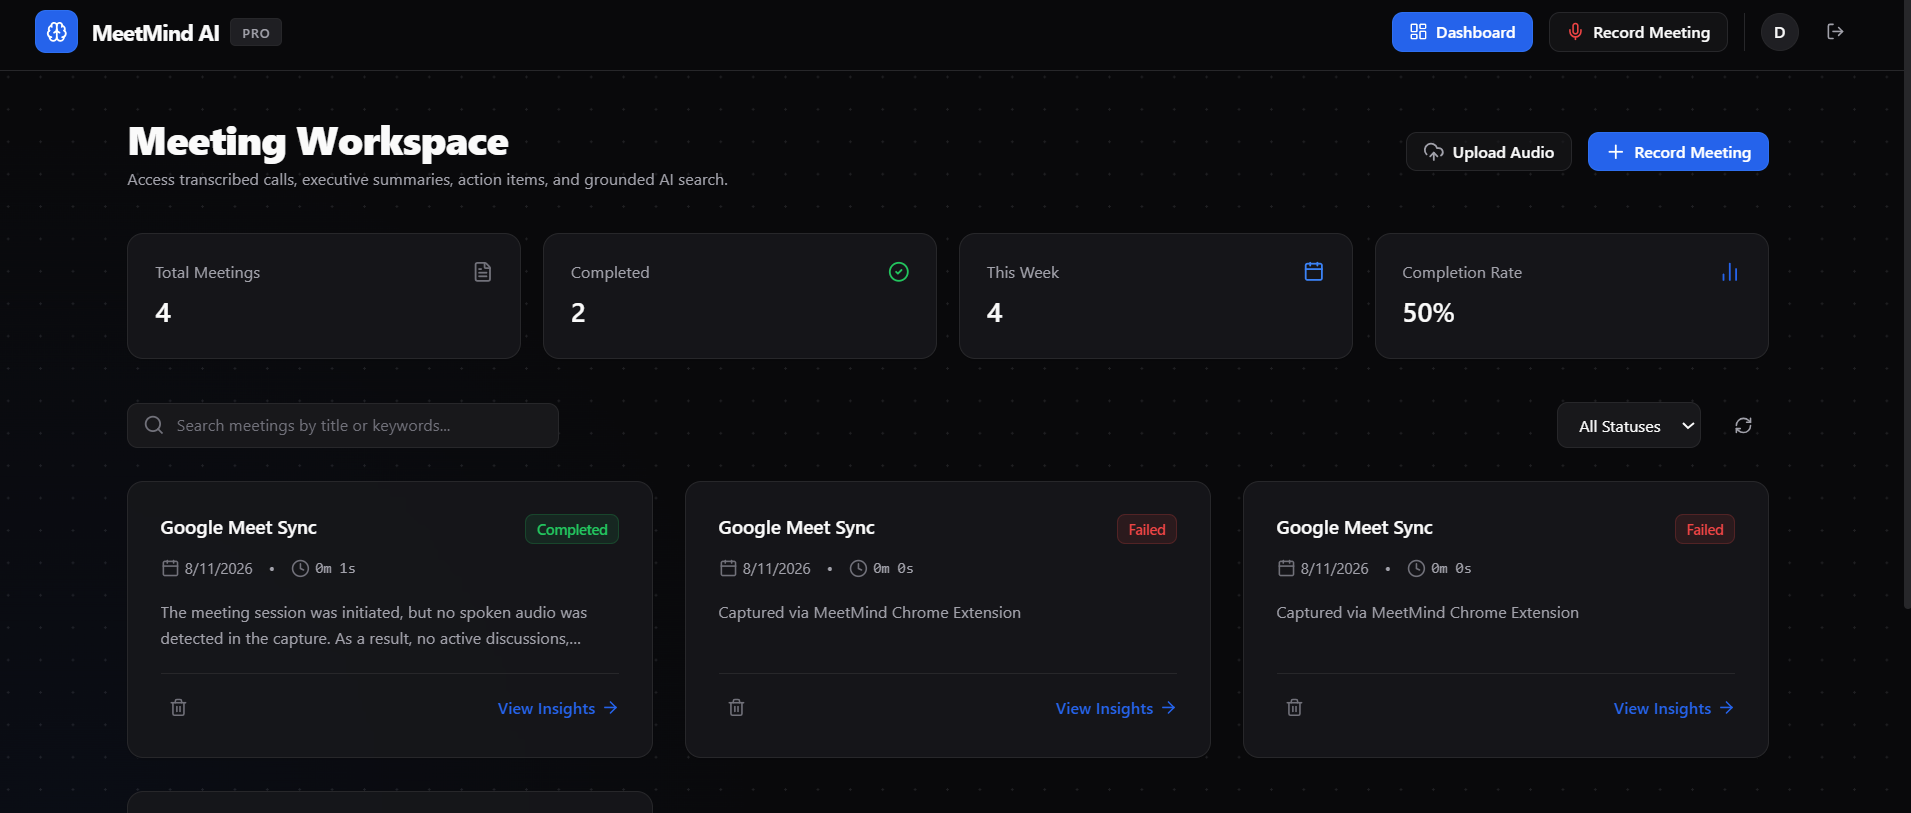 MeetMind AI PRO
Dashboard
Record Meeting
D
Meeting Workspace
Access transcribed calls, executive summaries, action items, and grounded AI search.
Upload Audio
Record Meeting
Total Meetings
4
Completed
2
This Week
4
Completion Rate
50%
Search meetings by title or keywords...
All Statuses
Google Meet Sync
Completed
8/11/2026 • 0m 1s
The meeting session was initiated, but no spoken audio was
detected in the capture. As a result, no active discussions,...
View Insights
Google Meet Sync
Failed
8/11/2026 • 0m 0s
Captured via MeetMind Chrome Extension
View Insights
Google Meet Sync
Failed
8/11/2026 • 0m 0s
Captured via MeetMind Chrome Extension
View Insights